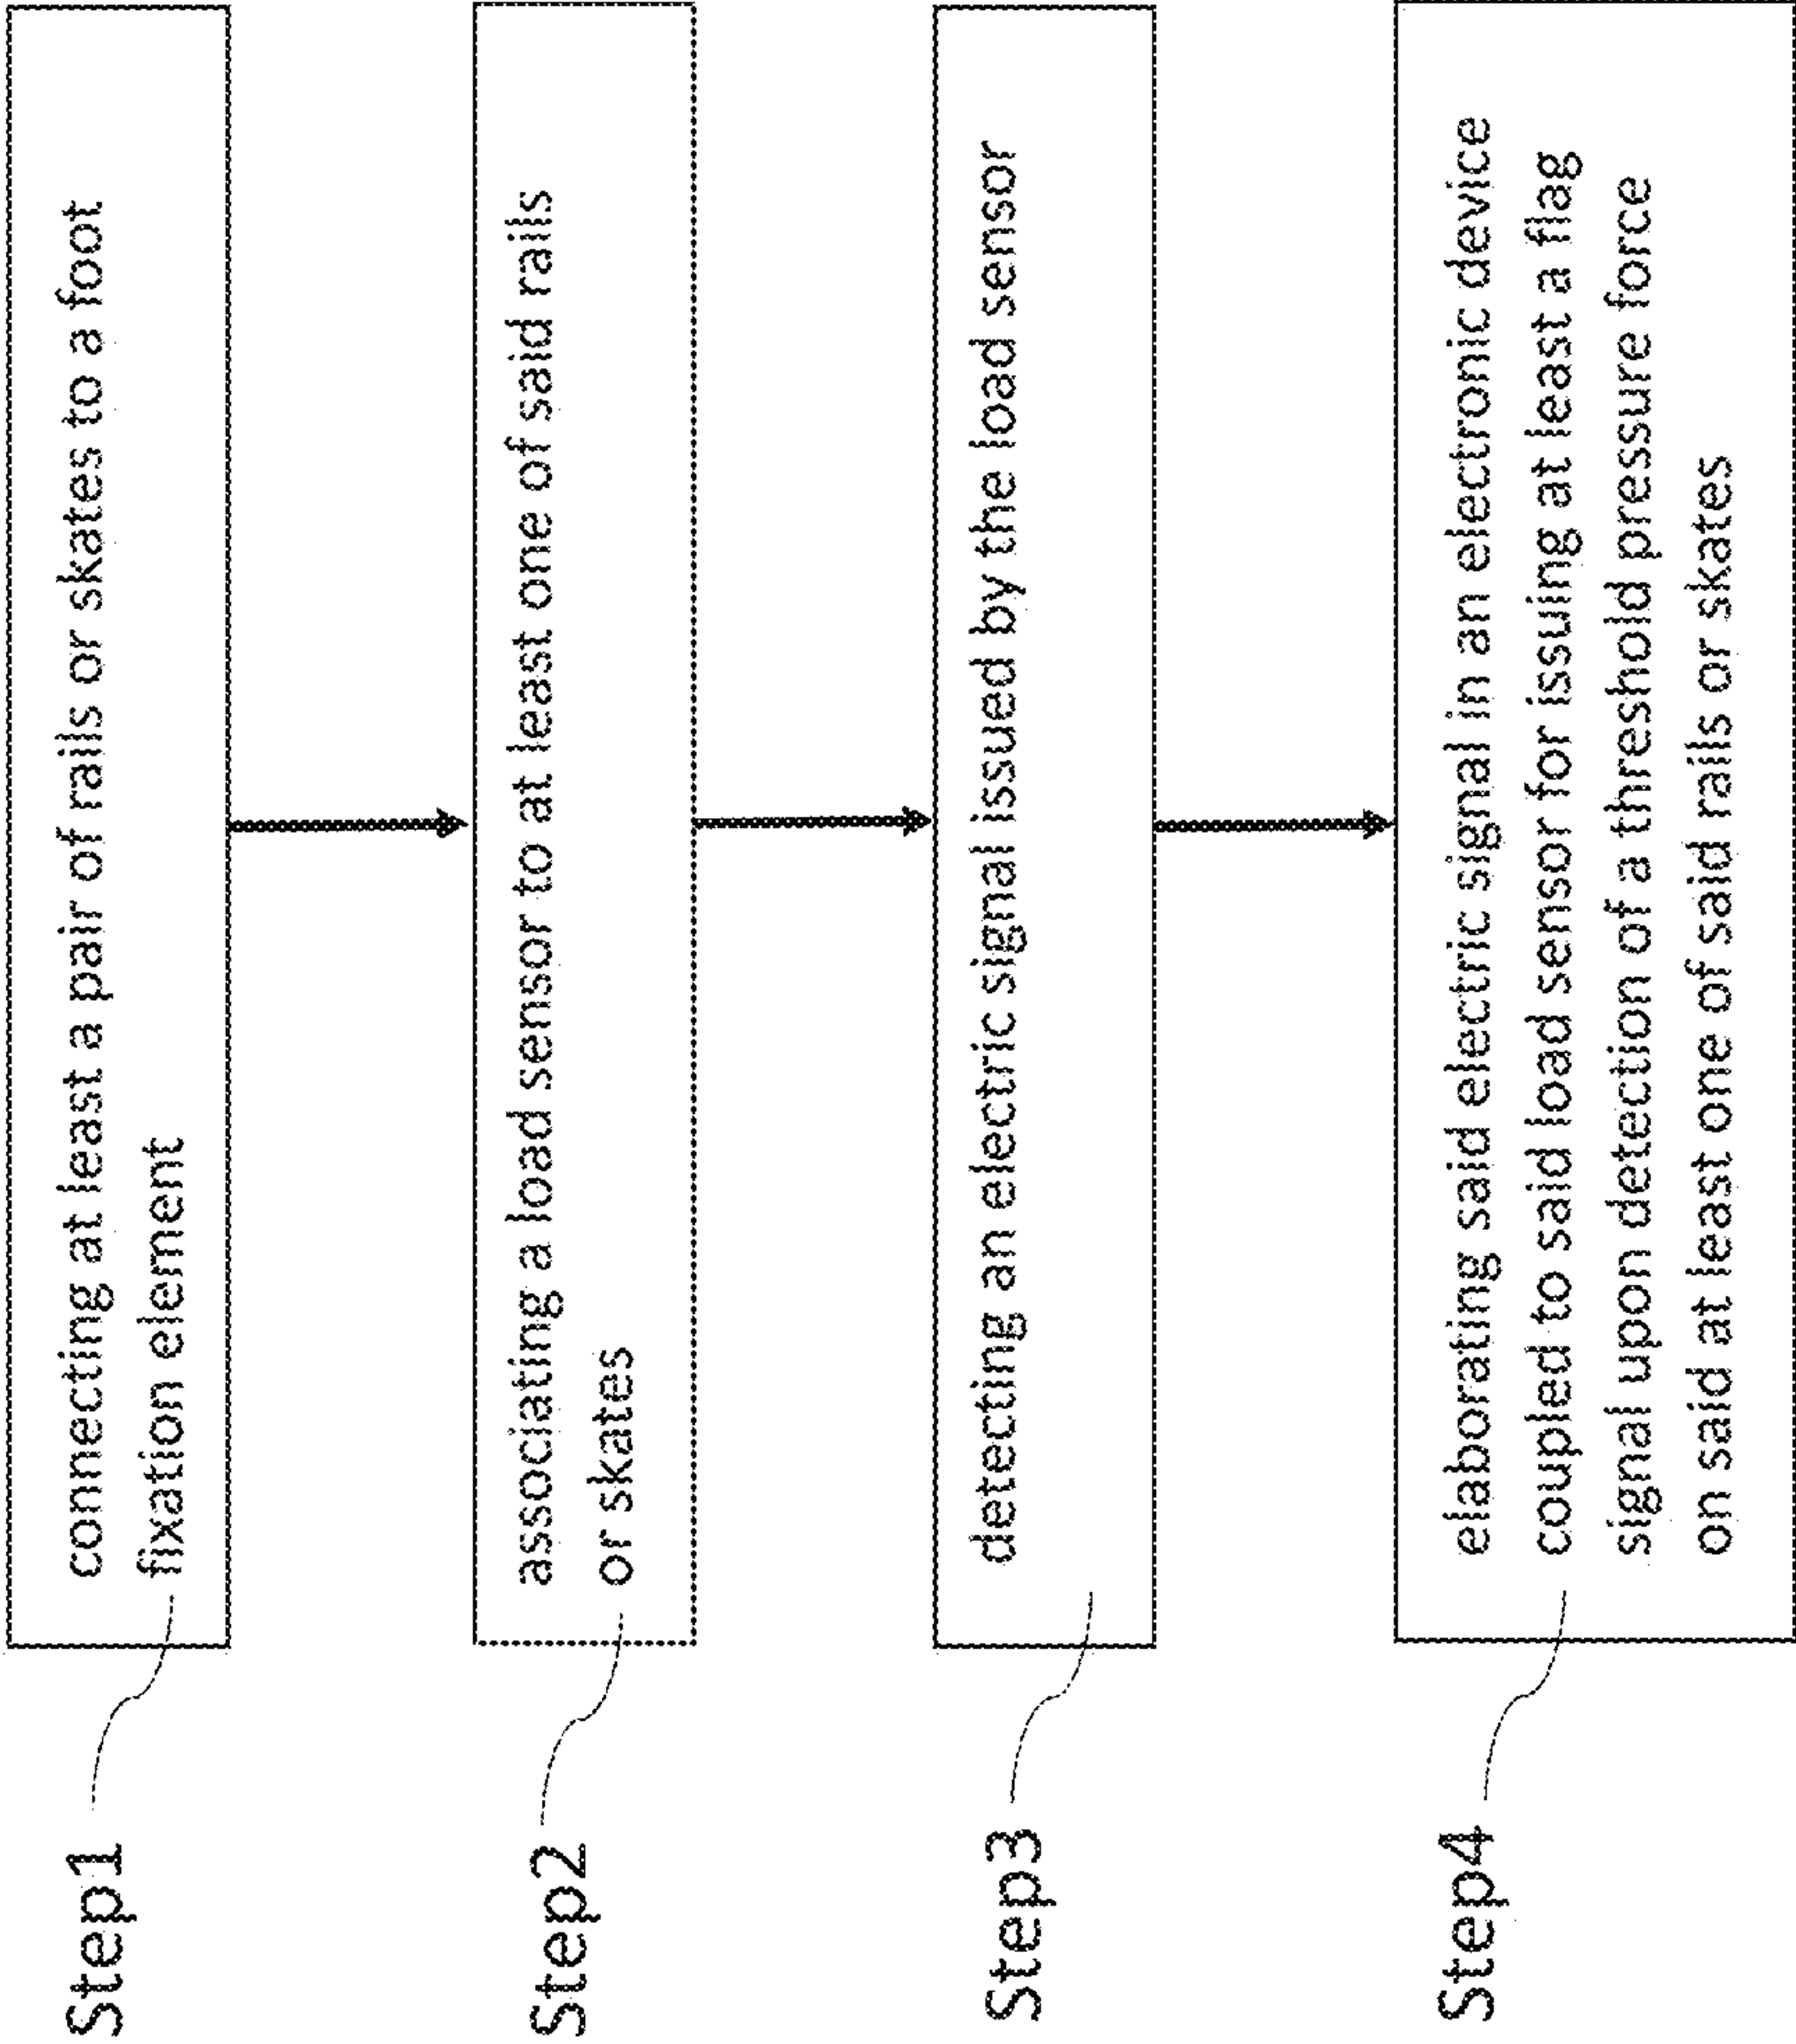 Step1
connecting at least a pair of rails or skates to a foot
fixation element
Step2
associating a load sensor to at least one of said rails
or skates
Step3
detecting an electric signal issued by the load sensor
Step4
elaborating said electric signal in an electronic device
coupled to said load sensor for issuing at least a flag
signal upon detection of a threshold pressure force
on said at least one of said rails or skates